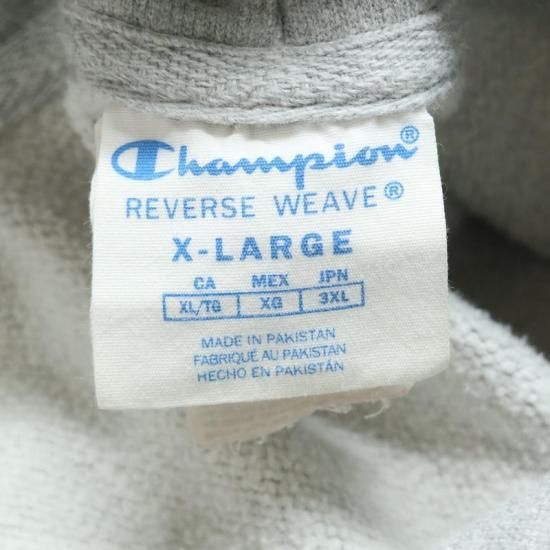 Champion®
REVERSE WEAVE®
X-LARGE
CA MEX JPN
XL/TG XG 3XL
MADE IN PAKISTAN
FABRIQUÉ AU PAKISTAN
HECHO EN PAKISTÁN